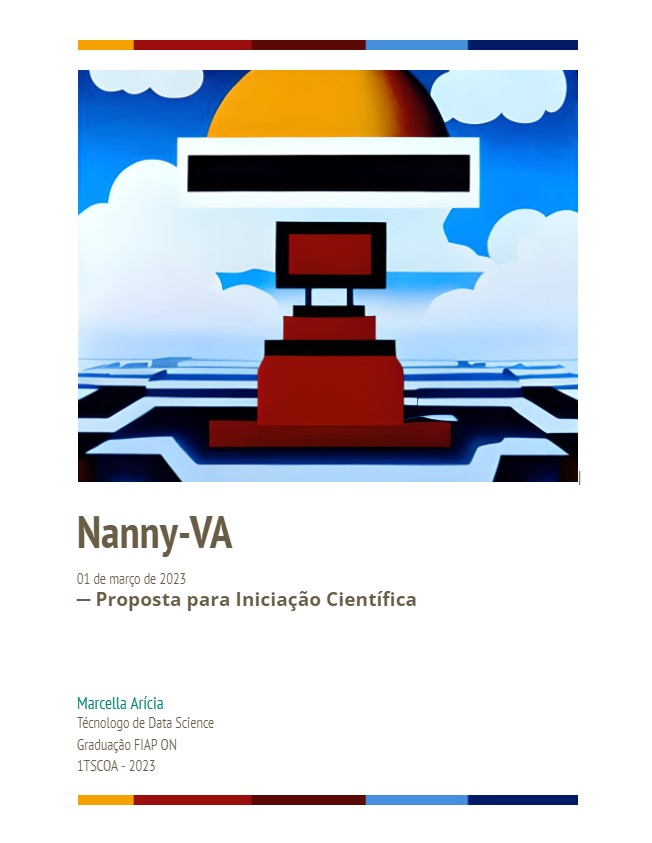 Nanny-VA
01 de março de 2023
— Proposta para Iniciação Científica
Marcella Arícia
Técnologo de Data Science
Graduação FIAP ON
1TSCOA - 2023